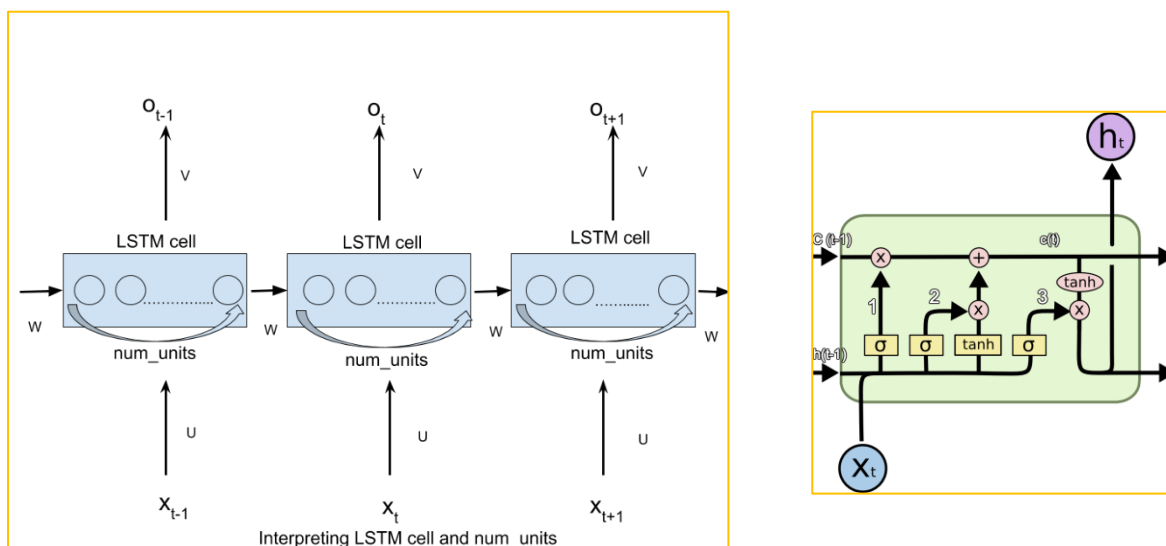 o_{t-1} o_t o_{t+1}
V V V
LSTM cell LSTM cell LSTM cell
........... ........... ........
W W W W
num_units num_units num_units
U U U
x_{t-1} x_t x_{t+1}
Interpreting LSTM cell and num_units
h_t
C (t-1) c(t)
x + tanh
1 2 x 3 x
σ σ tanh σ
h(t-1)
x_t